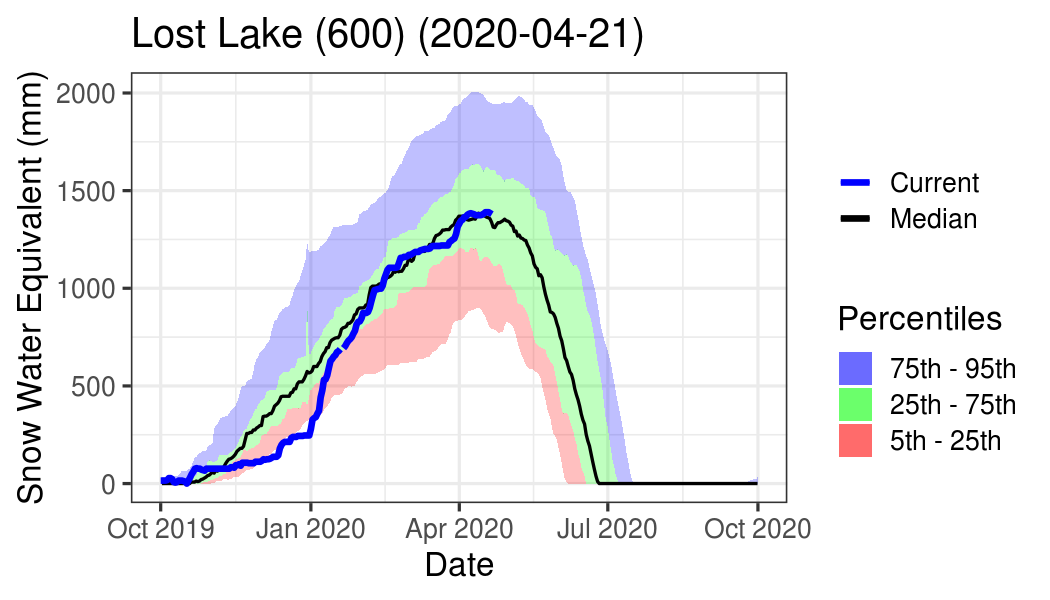 Lost Lake (600) (2020-04-21)
Snow Water Equivalent (mm)
2000
1500
1000
500
0
Oct 2019
Jan 2020
Apr 2020
Jul 2020
Oct 2020
Date
Current
Median
Percentiles
75th - 95th
25th - 75th
5th - 25th